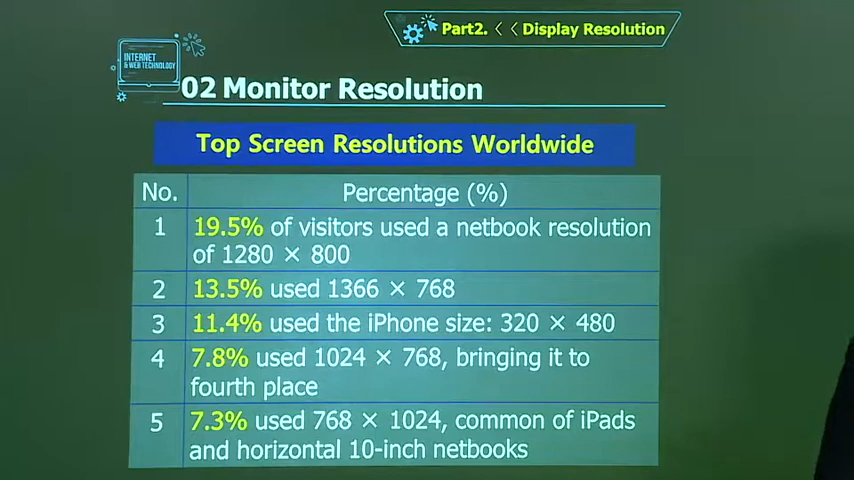 Part2. 〈〈 Display Resolution
INTERNET
& WEB TECHNOLOGY
02 Monitor Resolution
Top Screen Resolutions Worldwide
No. Percentage (%)
1 19.5% of visitors used a netbook resolution
of 1280 × 800
2 13.5% used 1366 × 768
3 11.4% used the iPhone size: 320 × 480
4 7.8% used 1024 × 768, bringing it to
fourth place
5 7.3% used 768 × 1024, common of iPads
and horizontal 10-inch netbooks